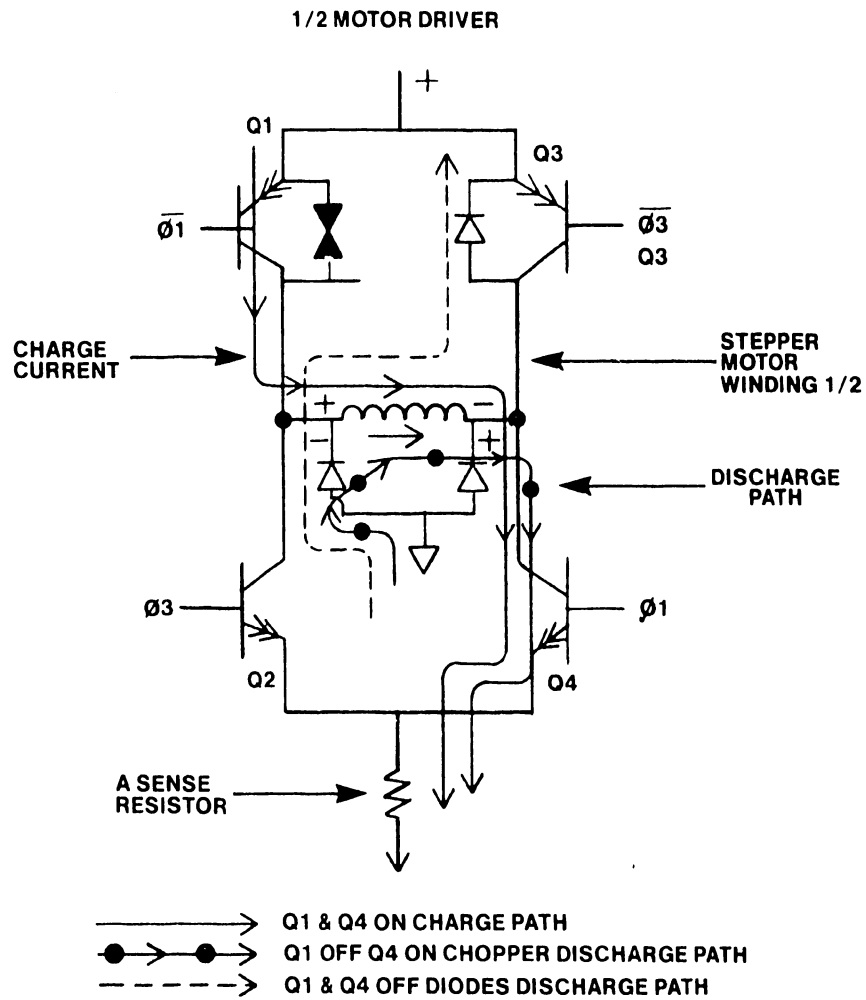 1/2 MOTOR DRIVER
+
Q1
Q3
Ø1
Ø3
Q3
CHARGE
CURRENT
STEPPER
MOTOR
WINDING 1/2
+
-
-
+
DISCHARGE
PATH
Ø3
Ø1
Q2
Q4
A SENSE
RESISTOR
Q1 & Q4 ON CHARGE PATH
Q1 OFF Q4 ON CHOPPER DISCHARGE PATH
Q1 & Q4 OFF DIODES DISCHARGE PATH